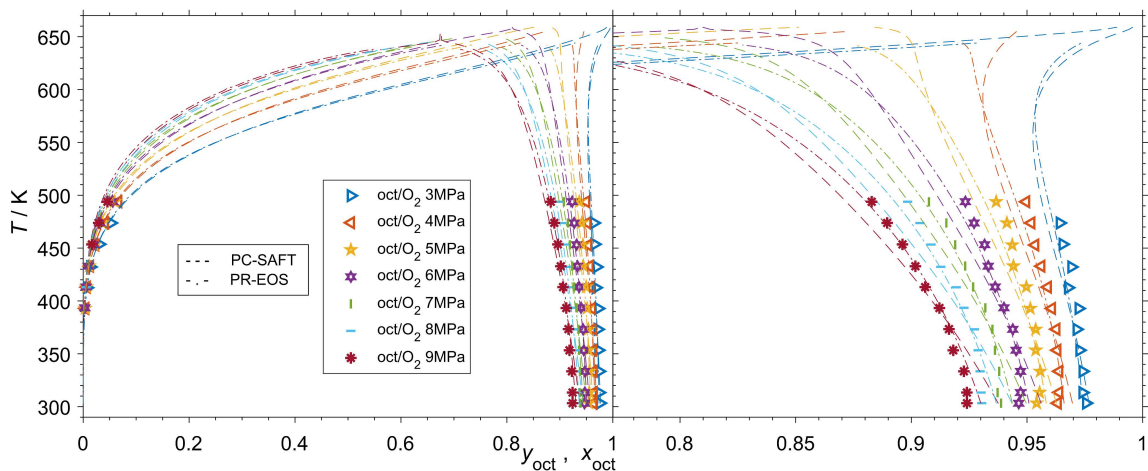 650
600
550
500
450
400
350
300
T / K
PC-SAFT
PR-EOS
oct/O2 3MPa
oct/O2 4MPa
oct/O2 5MPa
oct/O2 6MPa
oct/O2 7MPa
oct/O2 8MPa
oct/O2 9MPa
0 0.2 0.4 0.6 0.8 1 0.8 0.85 0.9 0.95 1
yoct , xoct